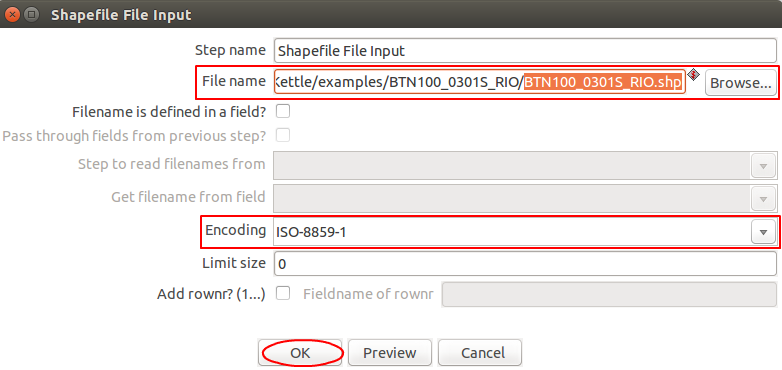 Shapefile File Input
Step name Shapefile File Input
File name Kettle/examples/BTN100_0301S_RIO/BTN100_0301S_RIO.shp Browse...
Filename is defined in a field?
Pass through fields from previous step?
Step to read filenames from
Get filename from field
Encoding ISO-8859-1
Limit size 0
Add rownr? (1...) Fieldname of rownr
OK Preview Cancel